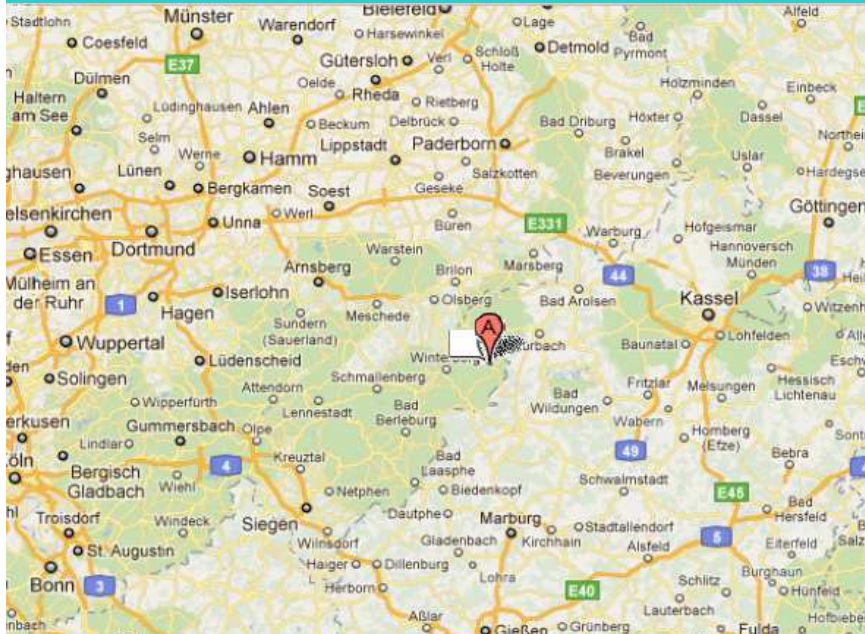 Stadtlohn
Münster
Warendorf
Bielefeld
Lage
Bad
Pyrmont
Alfeld
Coesfeld
Harsewinkel
Detmold
E37
Gütersloh
Verl
Schloß
Holte
Dülmen
Oelde
Rheda
Rietberg
Holzminden
Einbeck
Haltern
am See
Lüdinghausen
Ahlen
Beckum
Delbrück
Bad Driburg
Höxter
Dassel
Selm
Werne
Hamm
Lippstadt
Paderborn
Brakel
Uslar
Lünen
Bergkamen
Soest
Geseke
Salzkotten
Beverungen
Unna
Werl
Büren
E331
Göttingen
Essen
Dortmund
Warstein
Warburg
Hofgeismar
Hannoversch
Münden
38
Mülheim an
der Ruhr
Arnsberg
Brilon
Marsberg
44
1
Iserlohn
Olsberg
Bad Arolsen
Kassel
Hagen
Meschede
Sundern
(Sauerland)
A
Wuppertal
Baunatal
Lohfelden
Lüdenscheid
Schmallenberg
Solingen
Attendorn
Fritzlar
Melsungen
Hessisch
Lichtenau
Wipperfürth
Lennestadt
Bad
Berleburg
Bad
Wildungen
Wabern
Gummersbach
Olpe
Homberg
(Efze)
Lindlar
49
Bebra
4
Kreuztal
Bad
Laasphe
Bergisch
Gladbach
Wiehl
Netphen
Biedenkopf
Schwalmstadt
E45
Bad
Hersfeld
Troisdorf
Windeck
Siegen
Dautphe
Marburg
Stadtallendorf
5
St. Augustin
Wilnsdorf
Gladenbach
Kirchhain
Alsfeld
Eiterfeld
Bonn
3
Haiger
Dillenburg
Lohra
Schlitz
Burghaun
Herborn
E40
Hünfeld
Lauterbach
Aßlar
Gießen
Grünberg
Fulda